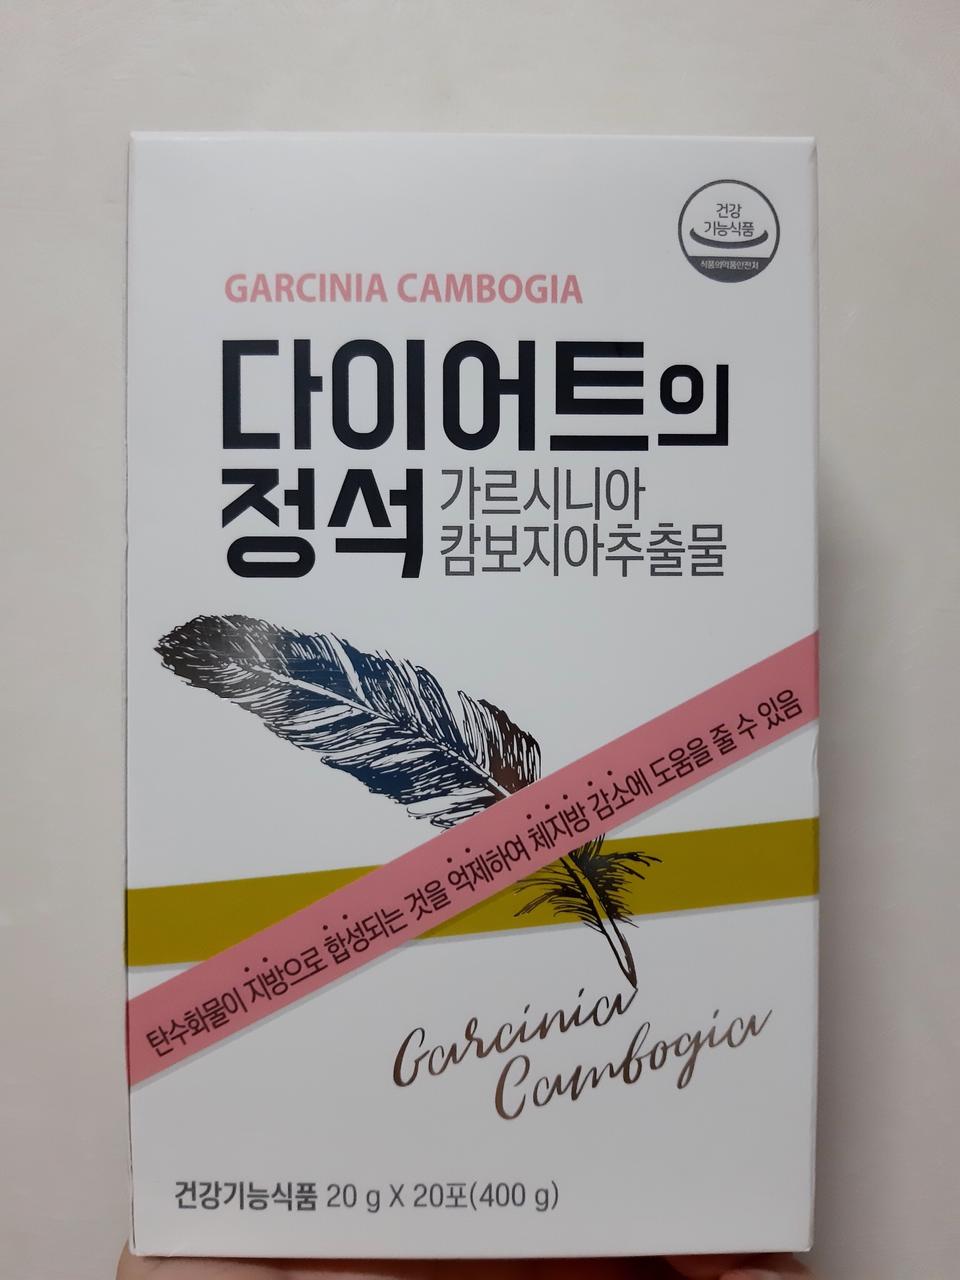 건강
기능식품
식품의약품안전처
GARCINIA CAMBOGIA
다이어트의
정석
가르시니아
캄보지아추출물
탄수화물이 지방으로 합성되는 것을 억제하여 체지방 감소에 도움을 줄 수 있음
Garcinia
Cambogia
건강기능식품 20 g X 20포(400 g)